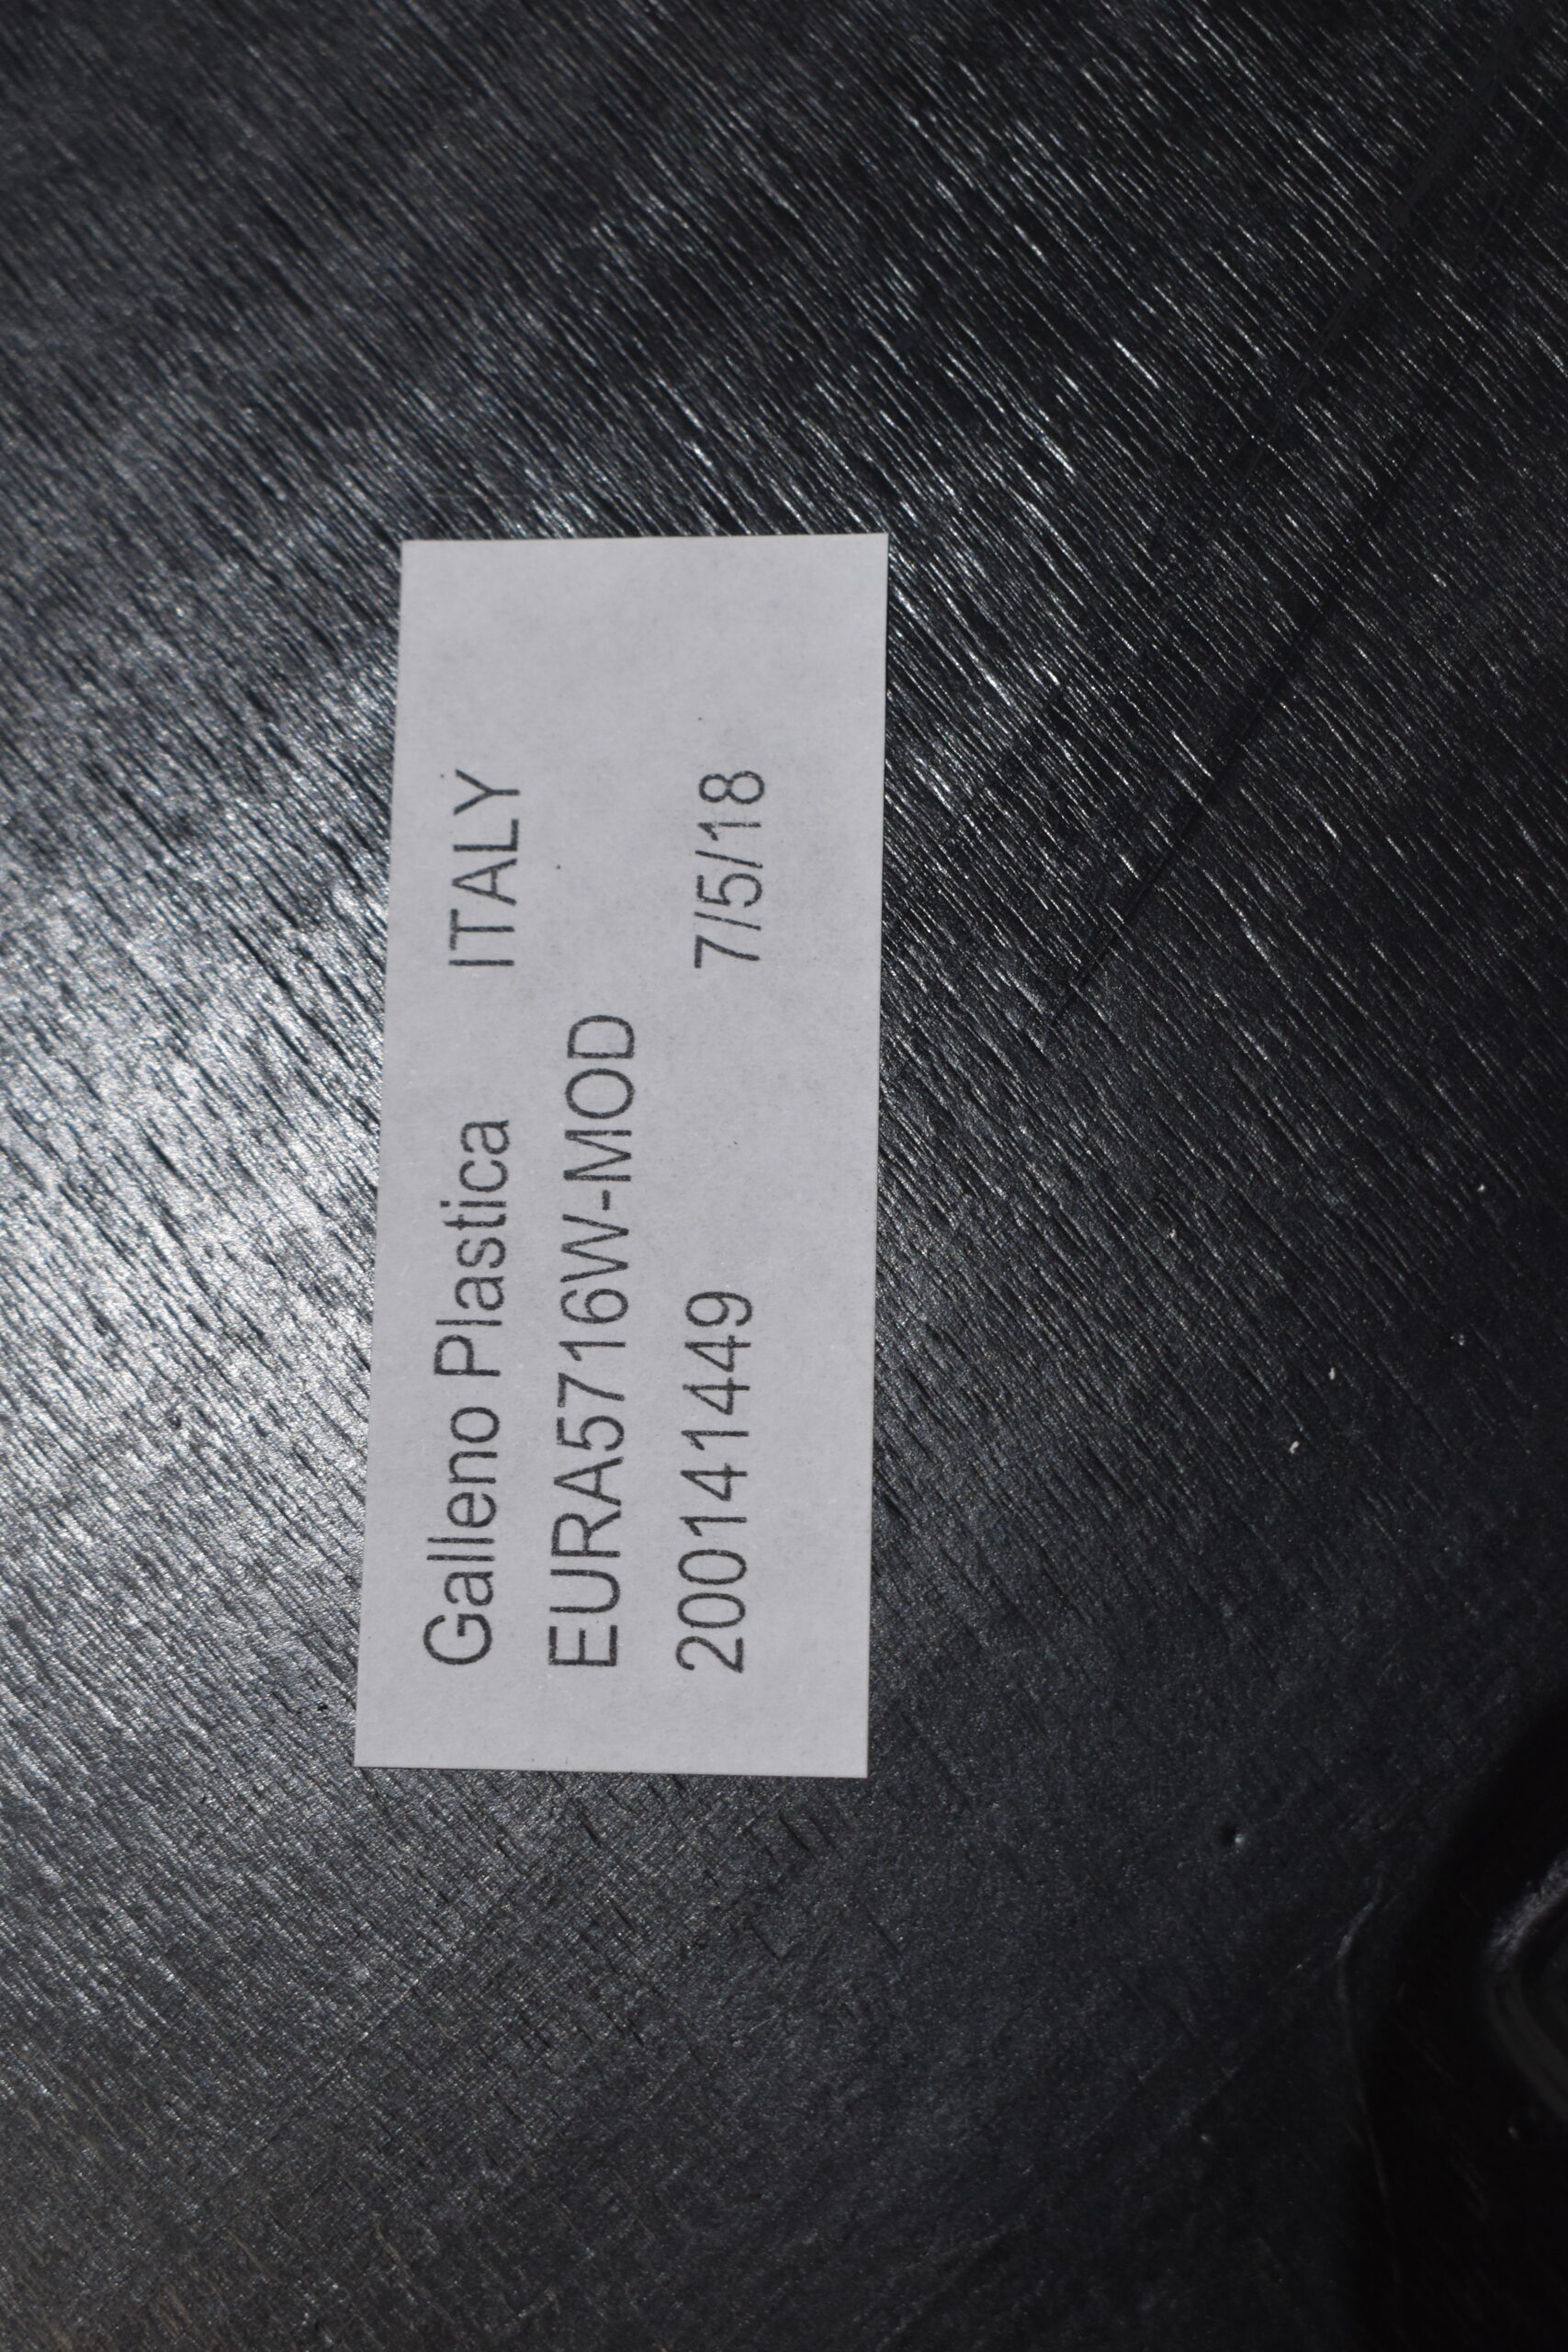 Galleno Plastica ITALY
EURA5716W-MOD
200141449 7/5/18